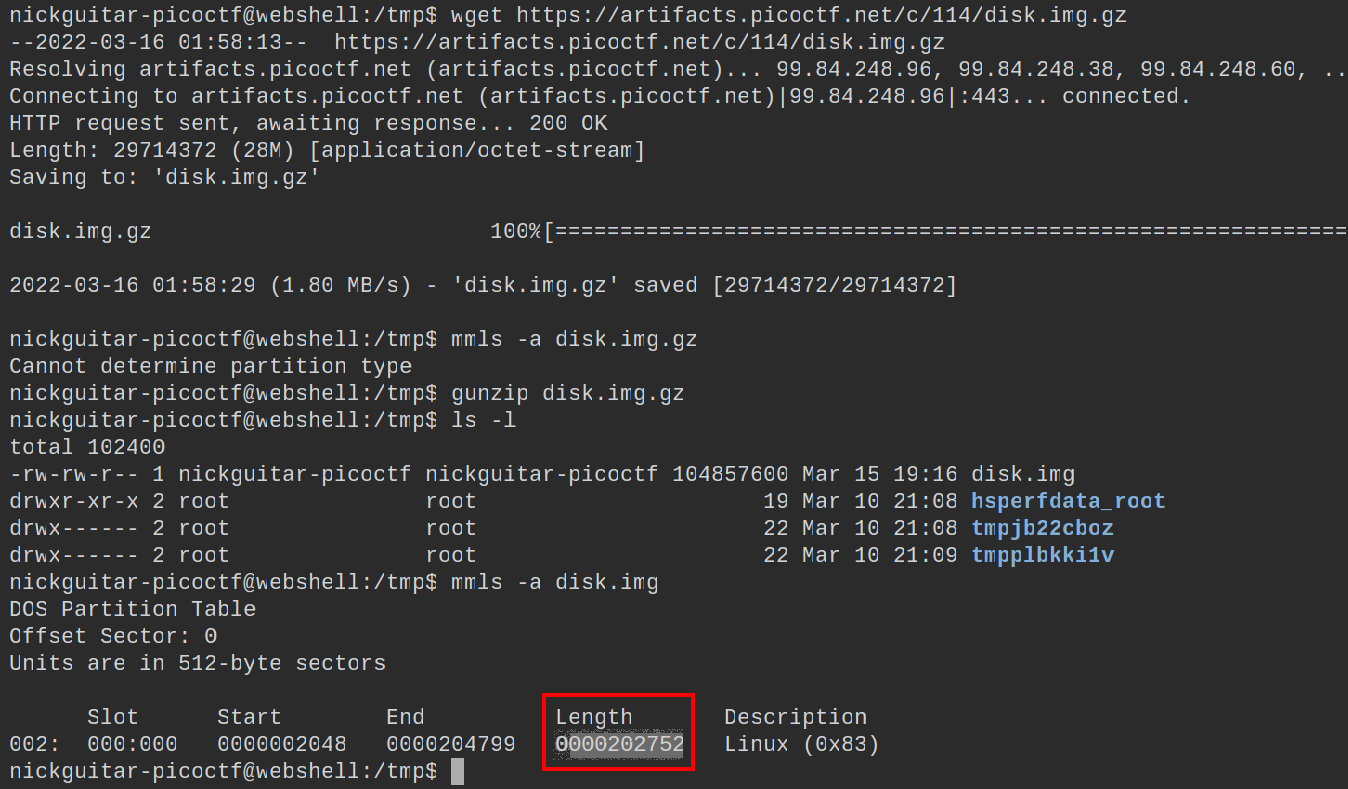 nickguitar-picoctf@webshell:/tmp$ wget https://artifacts.picoctf.net/c/114/disk.img.gz
--2022-03-16 01:58:13--  https://artifacts.picoctf.net/c/114/disk.img.gz
Resolving artifacts.picoctf.net (artifacts.picoctf.net)... 99.84.248.96, 99.84.248.38, 99.84.248.60, ..
Connecting to artifacts.picoctf.net (artifacts.picoctf.net)|99.84.248.96|:443... connected.
HTTP request sent, awaiting response... 200 OK
Length: 29714372 (28M) [application/octet-stream]
Saving to: 'disk.img.gz'
disk.img.gz                          100%[=============================================================
2022-03-16 01:58:29 (1.80 MB/s) - 'disk.img.gz' saved [29714372/29714372]
nickguitar-picoctf@webshell:/tmp$ mmls -a disk.img.gz
Cannot determine partition type
nickguitar-picoctf@webshell:/tmp$ gunzip disk.img.gz
nickguitar-picoctf@webshell:/tmp$ ls -l
total 102400
-rw-rw-r-- 1 nickguitar-picoctf nickguitar-picoctf 104857600 Mar 15 19:16 disk.img
drwxr-xr-x 2 root               root                      19 Mar 10 21:08 hsperfdata_root
drwx------ 2 root               root                      22 Mar 10 21:08 tmpjb22cboz
drwx------ 2 root               root                      22 Mar 10 21:09 tmpplbkki1v
nickguitar-picoctf@webshell:/tmp$ mmls -a disk.img
DOS Partition Table
Offset Sector: 0
Units are in 512-byte sectors
      Slot      Start        End          Length       Description
002:  000:000   0000002048   0000204799   0000202752   Linux (0x83)
nickguitar-picoctf@webshell:/tmp$